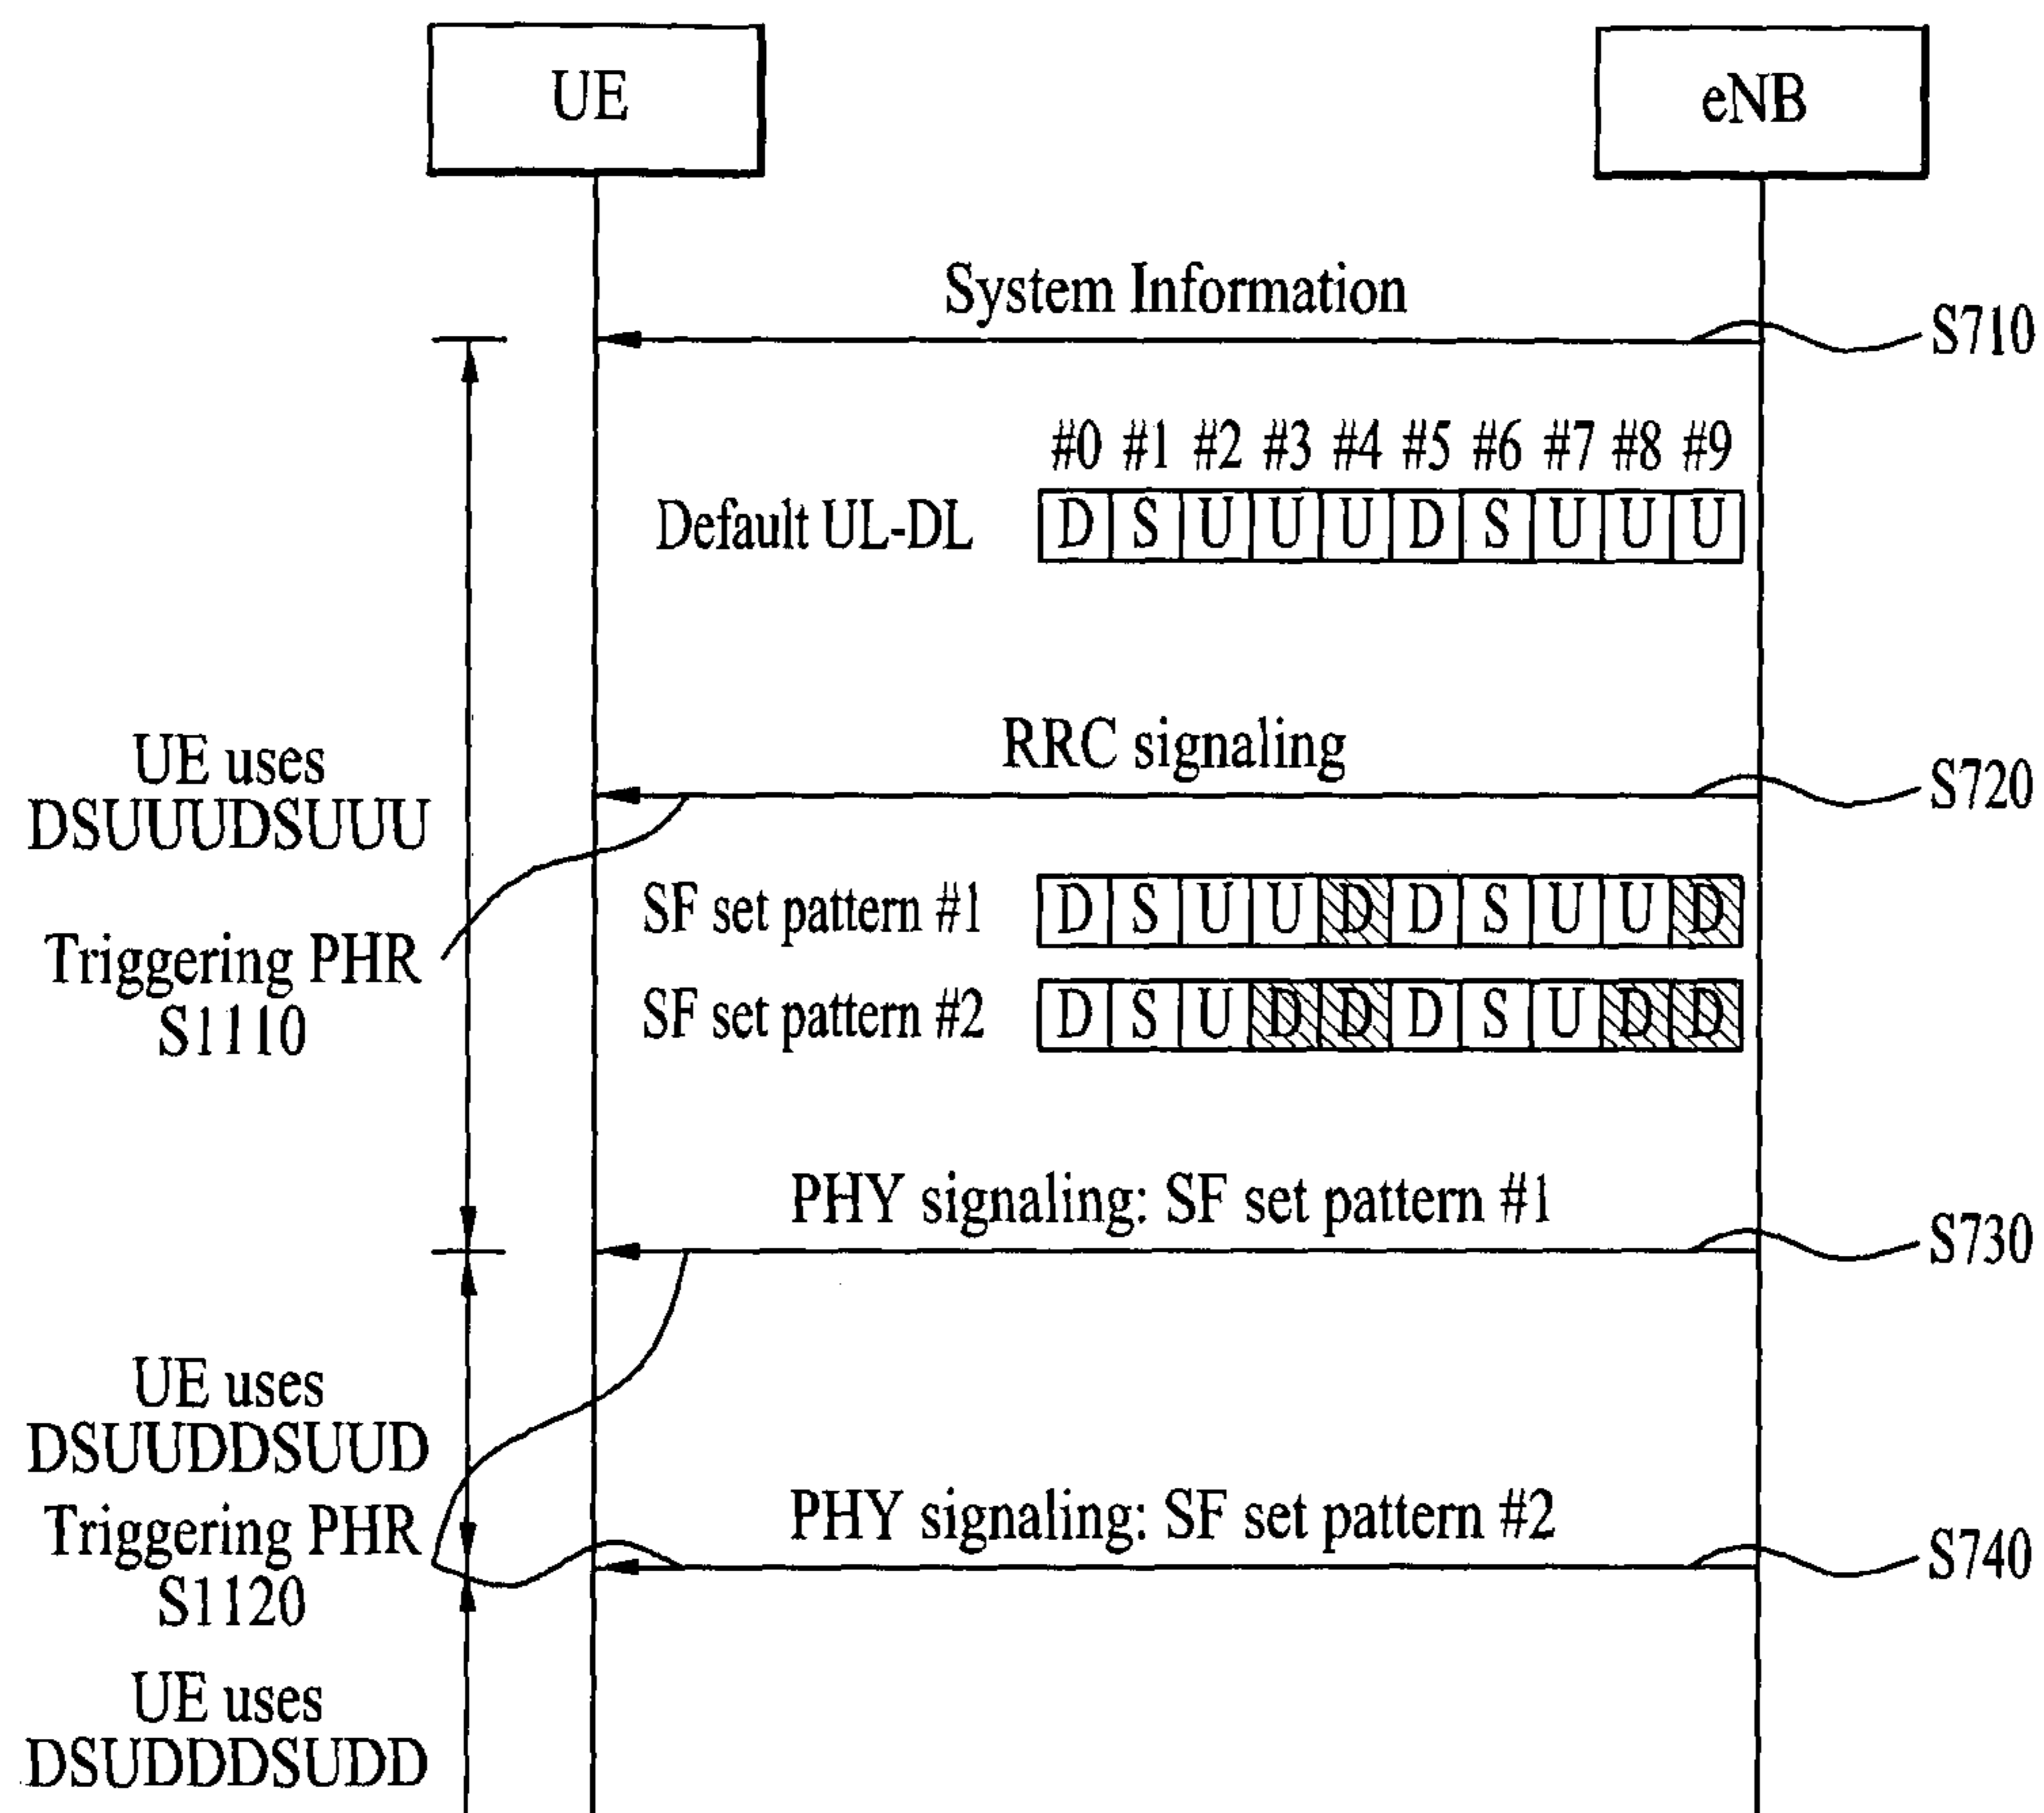 UE
eNB
System Information
S710
#0 #1 #2 #3 #4 #5 #6 #7 #8 #9
Default UL-DL D S U U U D S U U U
RRC signaling
S720
UE uses
DSUUUDSUUU
SF set pattern #1 D S U U D D S U U D
Triggering PHR
S1110
SF set pattern #2 D S U D D D S U D D
PHY signaling: SF set pattern #1
S730
UE uses
DSUUDDSUUD
PHY signaling: SF set pattern #2
Triggering PHR
S1120
S740
UE uses
DSUDDDSUDD